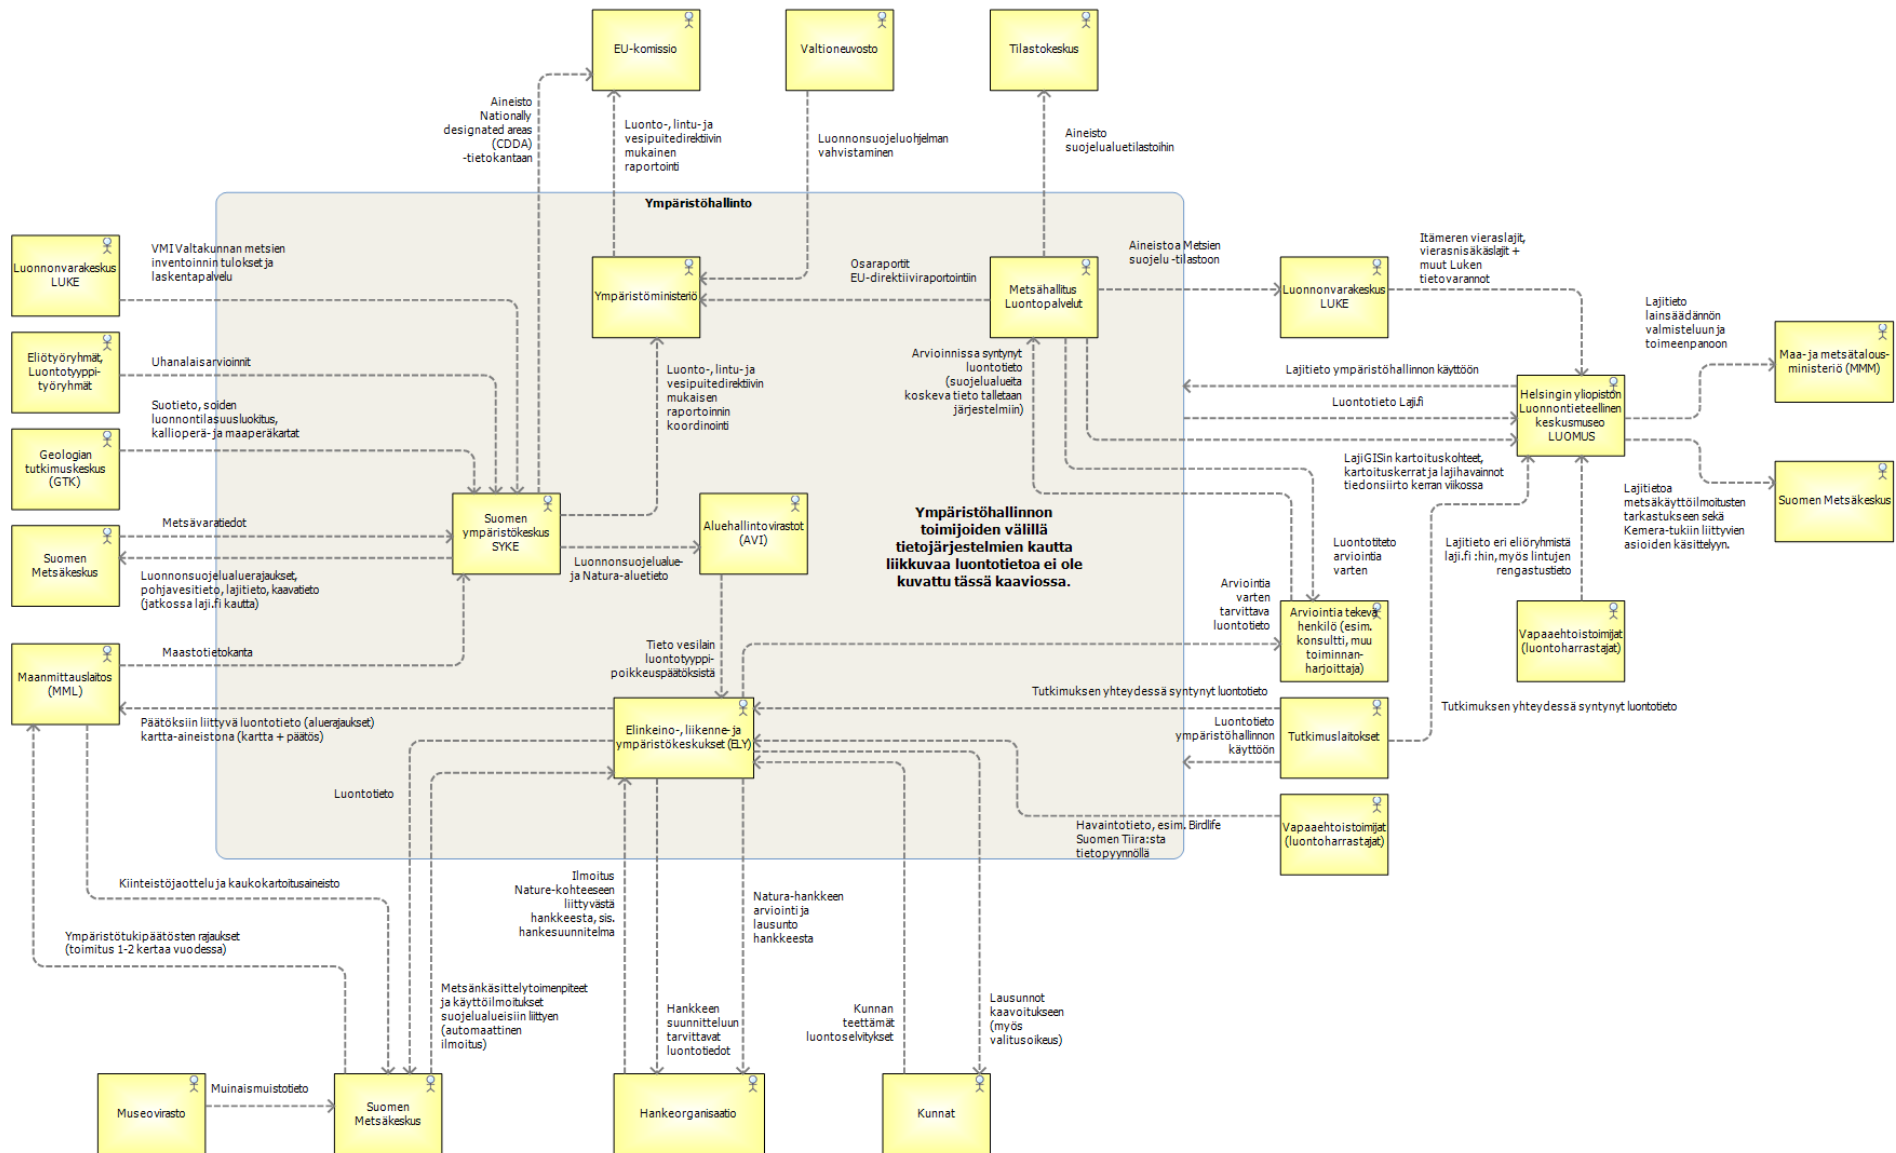 EU-komissio
Valtioneuvosto
Tilastokeskus
Aineisto
Nationally
designated areas
(CDDA)
-tietokantaan
Luonto-, lintu- ja
vesipuitedirektiivin
mukainen
raportointi
Luonnonsuojeluohjelman
vahvistaminen
Aineisto
suojelualuetilastoihin
Ympäristöhallinto
Luonnonvarakeskus
LUKE
VMI Valtakunnan metsien
inventoinnin tulokset ja
laskentapalvelu
Ympäristöministeriö
Osaraportit
EU-direktiiviraportointiin
Metsähallitus
Luontopalvelut
Aineistoa Metsien
suojelu -tilastoon
Luonnonvarakeskus
LUKE
Itämeren vieraslajit,
vierasnisäkäslajit +
muut Luken
tietovarannot
Lajitieto
lainsäädännön
valmisteluun ja
toimeenpanoon
Maa- ja metsätalous-
ministeriö (MMM)
Eliötyöryhmät,
Luontotyyppi-
työryhmät
Uhanalaisarvioinnit
Luonto-, lintu- ja
vesipuitedirektiivin
mukaisen
raportoinnin
koordinointi
Arvioinnissa syntynyt
luontotieto
(suojelualueita
koskeva tieto talletaan
järjestelmiin)
Lajitieto ympäristöhallinnon käyttöön
Luontotieto Laji.fi
Helsingin yliopiston
Luonnontieteellinen
keskusmuseo
LUOMUS
Suotieto, soiden
luonnontilasuusluokitus,
kallioperä- ja maaperäkartat
Geologian
tutkimuskeskus
(GTK)
LajiGISin kartoituskohteet,
kartoituskerrat ja lajihavainnot
tiedonsiirto kerran viikossa
Lajitietoa
metsäkäyttöilmoitusten
tarkastukseen sekä
Kemera-tukiin liittyvien
asioiden käsittelyyn.
Suomen Metsäkeskus
Suomen
ympäristökeskus
SYKE
Aluehallintovirastot
(AVI)
Ympäristöhallinnon
toimijoiden välillä
tietojärjestelmien kautta
liikkuvaa luontotietoa ei ole
kuvattu tässä kaaviossa.
Metsävaratiedot
Suomen
Metsäkeskus
Luonnonsuojelualuerajaukset,
pohjavesitieto, lajitieto, kaavatieto
(jatkossa laji.fi kautta)
Luonnonsuojelualue-
ja Natura-aluetieto
Luontotiteto
arviointia
varten
Lajitieto eri eliöryhmistä
laji.fi :hin, myös lintujen
rengastustieto
Arviointia
varten
tarvittava
luontotieto
Arviointia tekevä
henkilö (esim.
konsultti, muu
toiminnan-
harjoittaja)
Vapaaehtoistoimijat
(luontoharrastajat)
Maanmittauslaitos
(MML)
Maastotietokanta
Tieto vesilain
luontotyyppi-
poikkeuspäätöksistä
Päätöksiin liittyvä luontotieto (aluerajaukset)
kartta-aineistona (kartta + päätös)
Elinkeino-, liikenne- ja
ympäristökeskukset (ELY)
Tutkimuksen yhteydessä syntynyt luontotieto
Luontotieto
ympäristöhallinnon
käyttöön
Tutkimuslaitokset
Tutkimuksen yhteydessä syntynyt luontotieto
Luontotieto
Havaintotieto, esim. Birdlife
Suomen Tiira:sta
tietopyynnöllä
Vapaaehtoistoimijat
(luontoharrastajat)
Kiinteistöjaottelu ja kaukokartoitusaineisto
Ilmoitus
Nature-kohteeseen
liittyvästä
hankkeesta, sis.
hankesuunnitelma
Natura-hankkeen
arviointi ja
lausunto
hankkeesta
Ympäristötukipäätösten rajaukset
(toimitus 1-2 kertaa vuodessa)
Metsänkäsittelytoimenpiteet
ja käyttöilmoitukset
suojelualueisiin liittyen
(automaattinen
ilmoitus)
Hankkeen
suunnitteluun
tarvittavat
luontotiedot
Kunnan
teettämät
luontoselvitykset
Lausunnot
kaavoitukseen
(myös
valitusoikeus)
Museovirasto
Muinaismuistotieto
Suomen
Metsäkeskus
Hankeorganisaatio
Kunnat